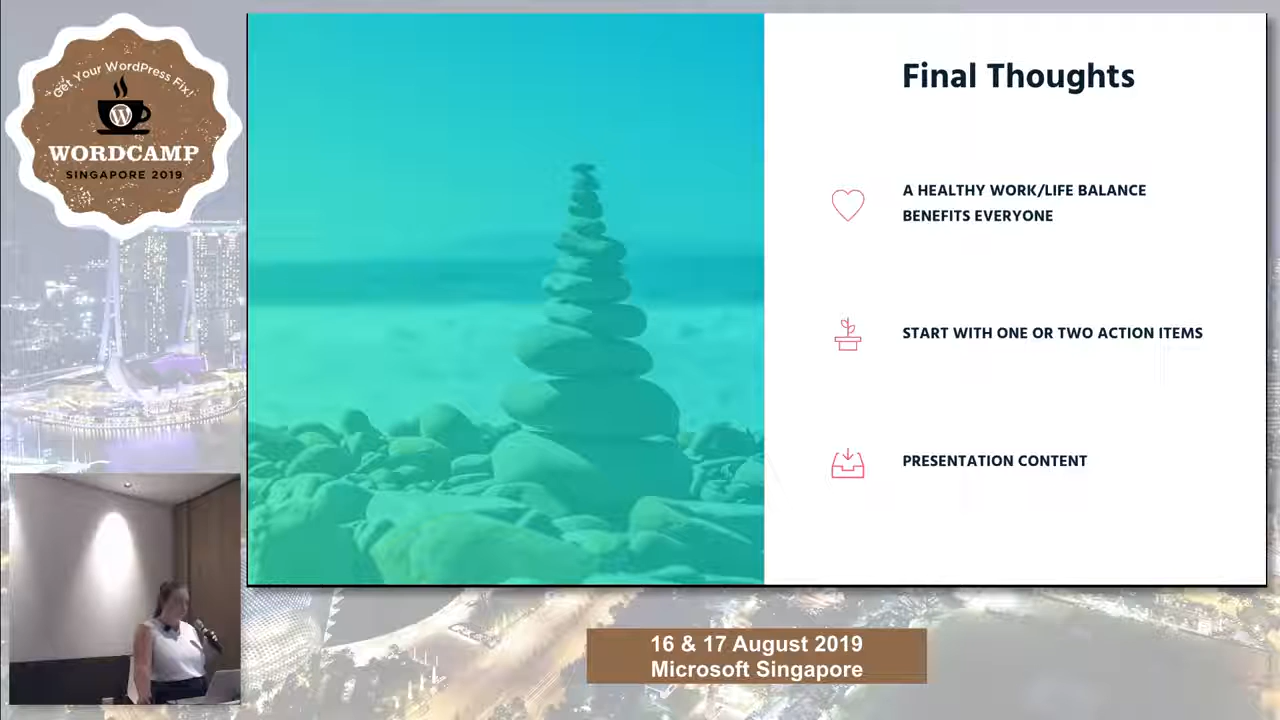 Get Your WordPress Fix!
WORDCAMP
SINGAPORE 2019
Final Thoughts
A HEALTHY WORK/LIFE BALANCE
BENEFITS EVERYONE
START WITH ONE OR TWO ACTION ITEMS
PRESENTATION CONTENT
16 & 17 August 2019
Microsoft Singapore